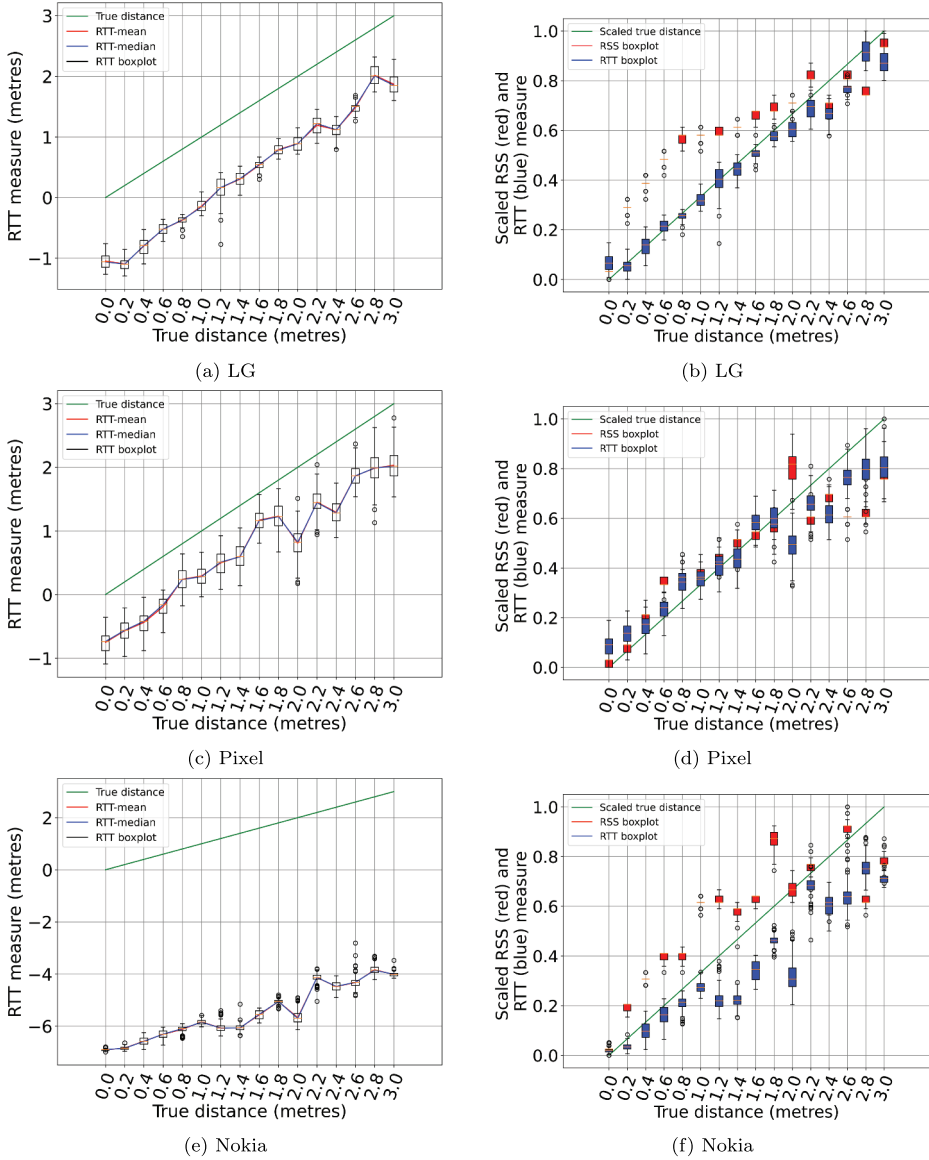 3
2
1
0
−1
RTT measure (metres)
True distance
RTT-mean
RTT-median
RTT boxplot
0.0 0.2 0.4 0.6 0.8 1.0 1.2 1.4 1.6 1.8 2.0 2.2 2.4 2.6 2.8 3.0
True distance (metres)
(a) LG
1.0
0.8
0.6
0.4
0.2
0.0
Scaled RSS (red) and
RTT (blue) measure
Scaled true distance
RSS boxplot
RTT boxplot
0.0 0.2 0.4 0.6 0.8 1.0 1.2 1.4 1.6 1.8 2.0 2.2 2.4 2.6 2.8 3.0
True distance (metres)
(b) LG
3
2
1
0
−1
RTT measure (metres)
True distance
RTT-mean
RTT-median
RTT boxplot
0.0 0.2 0.4 0.6 0.8 1.0 1.2 1.4 1.6 1.8 2.0 2.2 2.4 2.6 2.8 3.0
True distance (metres)
(c) Pixel
1.0
0.8
0.6
0.4
0.2
0.0
Scaled RSS (red) and
RTT (blue) measure
Scaled true distance
RSS boxplot
RTT boxplot
0.0 0.2 0.4 0.6 0.8 1.0 1.2 1.4 1.6 1.8 2.0 2.2 2.4 2.6 2.8 3.0
True distance (metres)
(d) Pixel
2
0
−2
−4
−6
RTT measure (metres)
True distance
RTT-mean
RTT-median
RTT boxplot
0.0 0.2 0.4 0.6 0.8 1.0 1.2 1.4 1.6 1.8 2.0 2.2 2.4 2.6 2.8 3.0
True distance (metres)
(e) Nokia
1.0
0.8
0.6
0.4
0.2
0.0
Scaled RSS (red) and
RTT (blue) measure
Scaled true distance
RSS boxplot
RTT boxplot
0.0 0.2 0.4 0.6 0.8 1.0 1.2 1.4 1.6 1.8 2.0 2.2 2.4 2.6 2.8 3.0
True distance (metres)
(f) Nokia